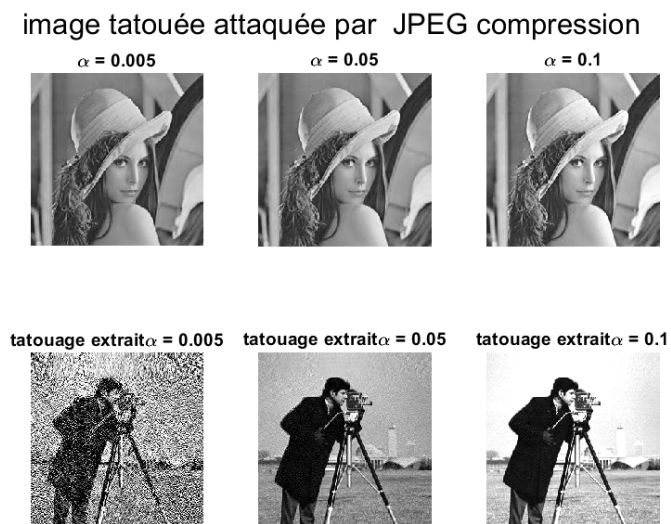 image tatouée attaquée par JPEG compression
α = 0.005
α = 0.05
α = 0.1
tatouage extraitα = 0.005
tatouage extraitα = 0.05
tatouage extraitα = 0.1